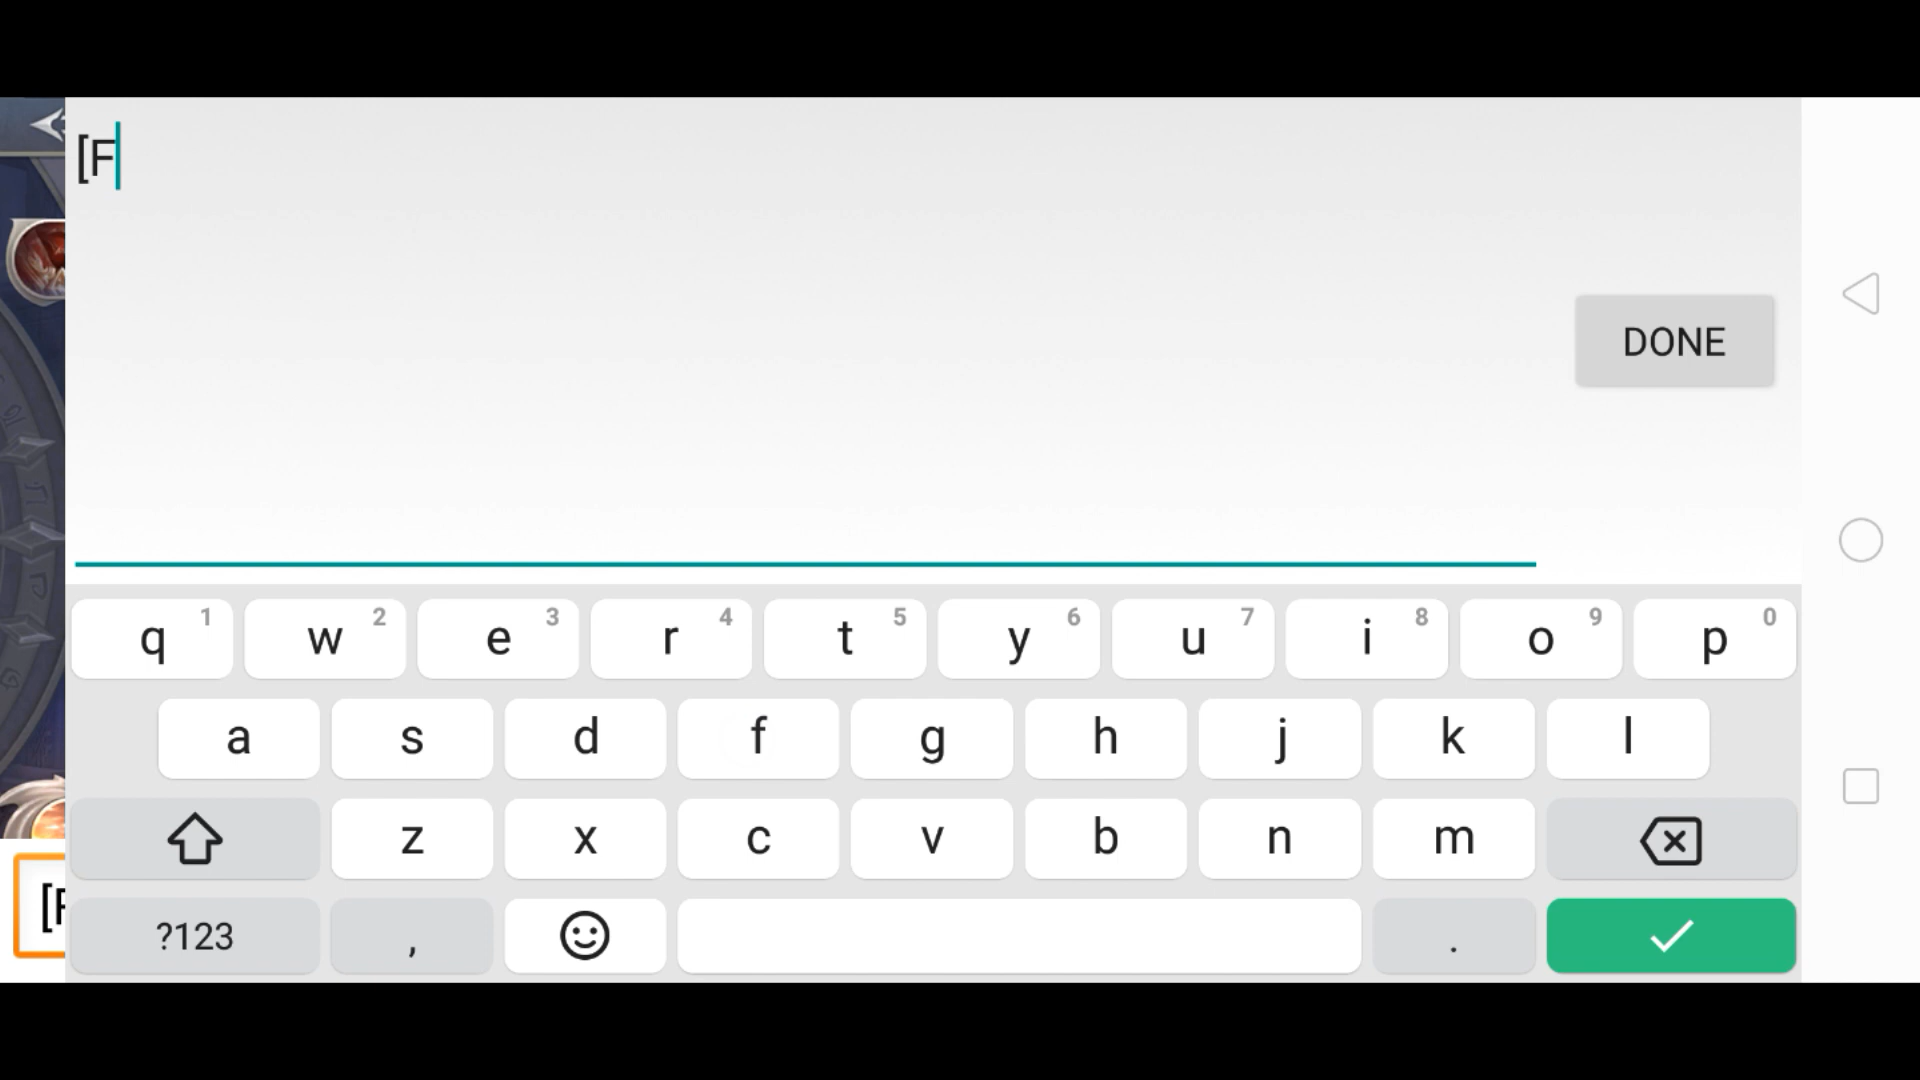 [F
DONE
q 1 w 2 e 3 r 4 t 5 y 6 u 7 i 8 o 9 p 0
a s d f g h j k l
z x c v b n m
[F ?123 , .